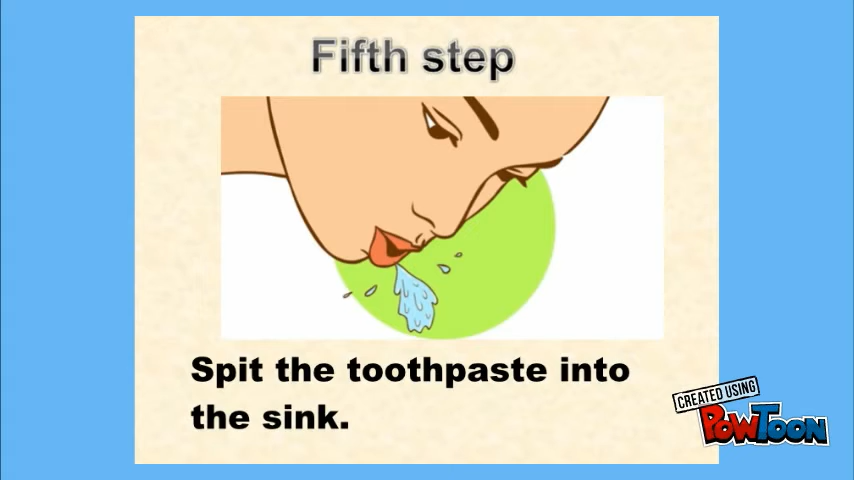 Fifth step
Spit the toothpaste into
the sink.
CREATED USING
POWTOON